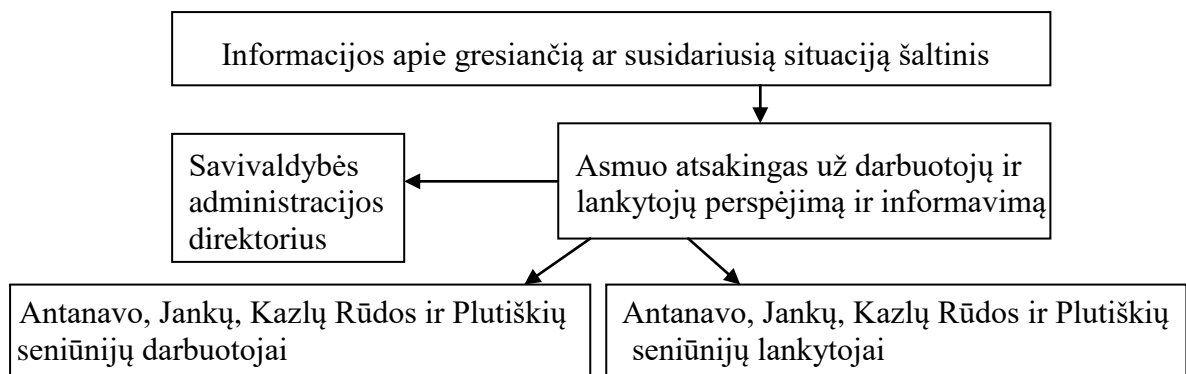 Informacijos apie gresiančią ar susidariusią situaciją šaltinis
Savivaldybės
administracijos
direktorius
Asmuo atsakingas už darbuotojų ir
lankytojų perspėjimą ir informavimą
Antanavo, Jankų, Kazlų Rūdos ir Plutiškių
seniūnijų darbuotojai
Antanavo, Jankų, Kazlų Rūdos ir Plutiškių
seniūnijų lankytojai